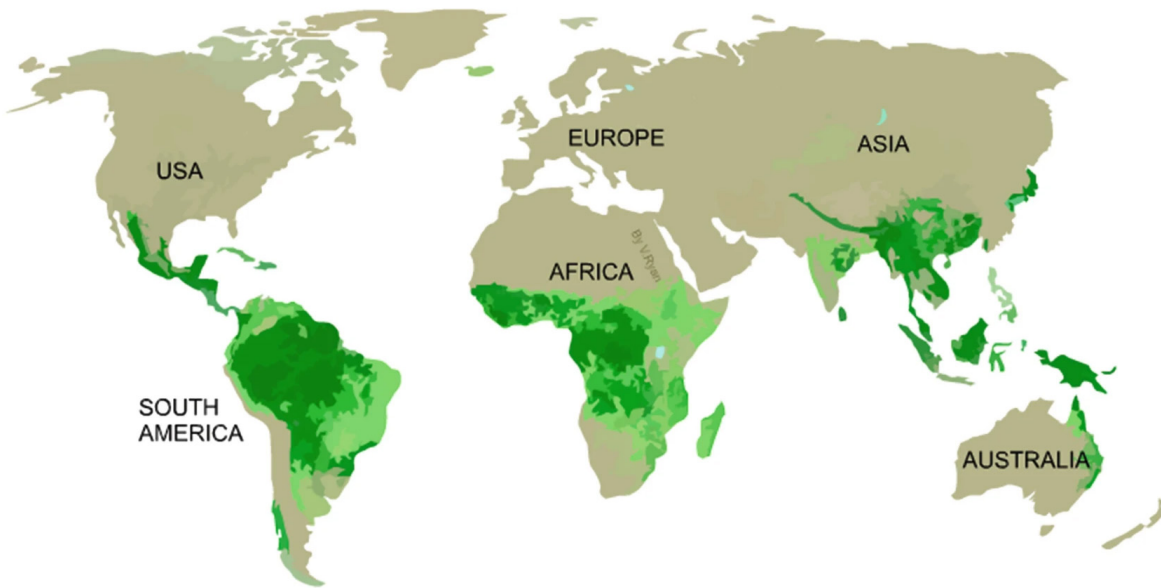 EUROPE
ASIA
USA
By V.Ryan
AFRICA
SOUTH
AMERICA
AUSTRALIA